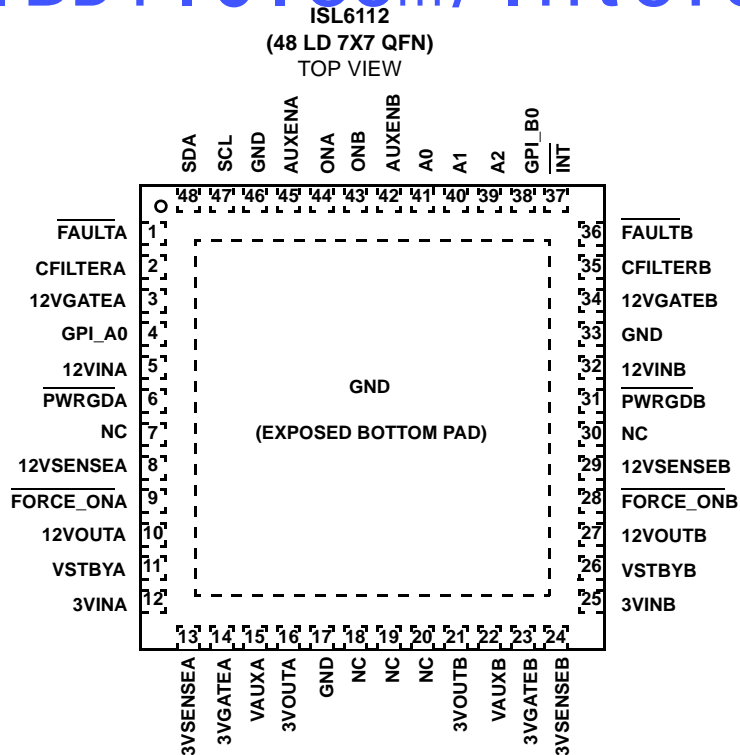 ISL6112
(48 LD 7X7 QFN)
TOP VIEW
SDA
SCL
GND
AUXENA
ONA
ONB
AUXENB
A0
A1
A2
GPI_B0
INT
48 47 46 45 44 43 42 41 40 39 38 37
FAULTA 1
CFILTERA 2
12VGATEA 3
GPI_A0 4
12VINA 5
PWRGDA 6
NC 7
12VSENSEA 8
FORCE_ONA 9
12VOUTA 10
VSTBYA 11
3VINA 12
GND
(EXPOSED BOTTOM PAD)
36 FAULTB
35 CFILTERB
34 12VGATEB
33 GND
32 12VINB
31 PWRGDB
30 NC
29 12VSENSEB
28 FORCE_ONB
27 12VOUTB
26 VSTBYB
25 3VINB
13 14 15 16 17 18 19 20 21 22 23 24
3VSENSEA
3VGATEA
VAUXA
3VOUTA
GND
NC
NC
NC
3VOUTB
VAUXB
3VGATEB
3VSENSEB